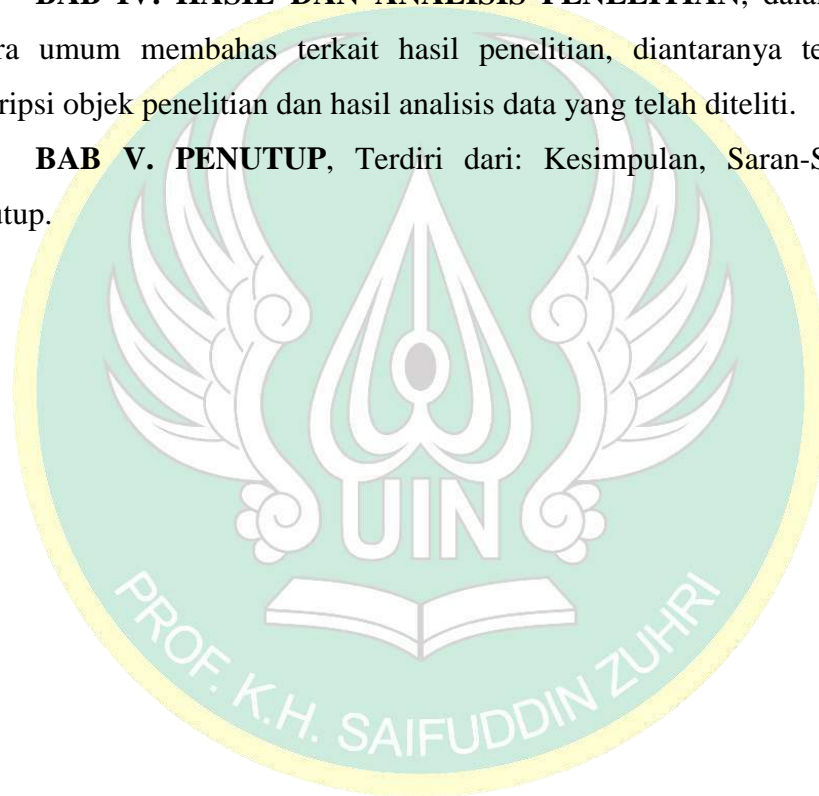 BAB IV. HASIL DAN ANALISIS PENELITIAN, dala
ra umum membahas terkait hasil penelitian, diantaranya te
ripsi objek penelitian dan hasil analisis data yang telah diteliti.
BAB V. PENUTUP, Terdiri dari: Kesimpulan, Saran-S
utup.
UIN
PROF. K.H. SAIFUDDIN ZUHRI